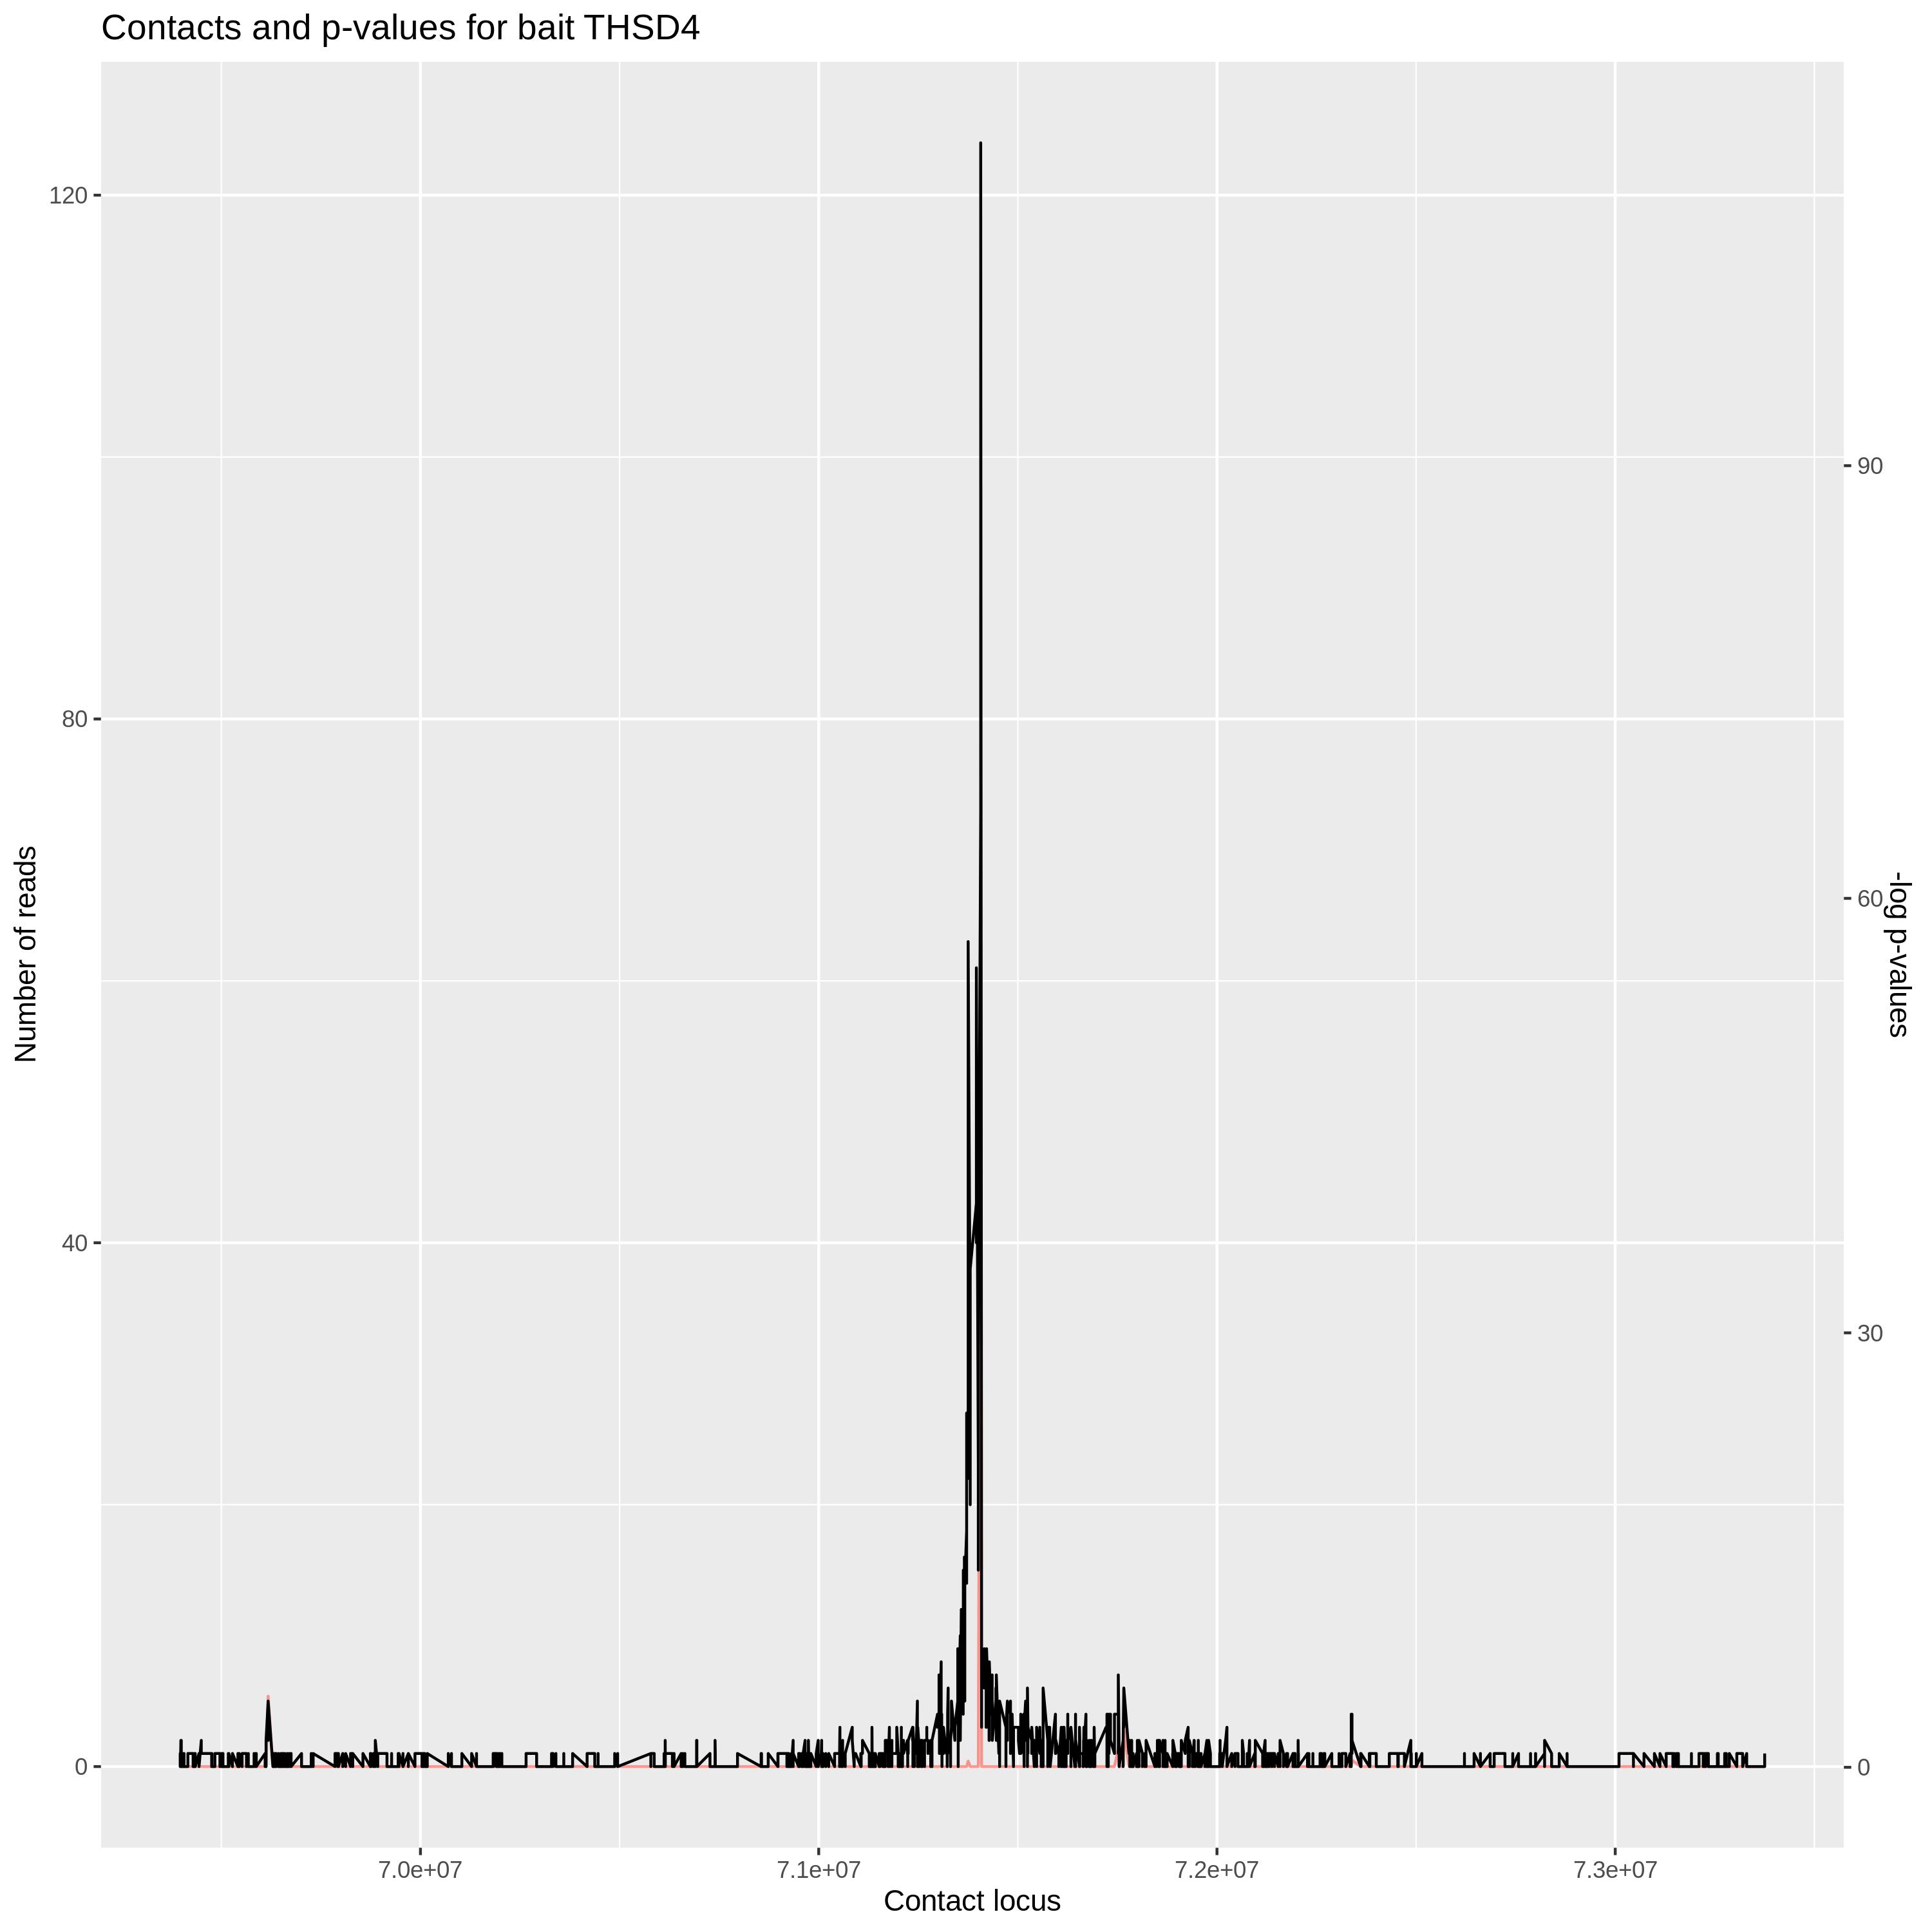 Contacts and p-values for bait THSD4
120
80
40
0
90
60
30
0
Number of reads
-log p-values
7.0e+07
7.1e+07
7.2e+07
7.3e+07
Contact locus